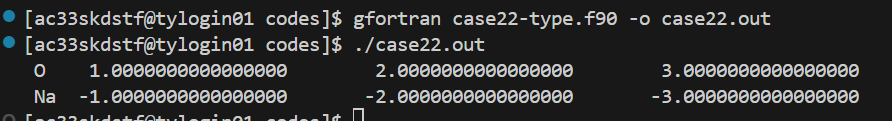 [ac33skdstf@tylogin01 codes]$ gfortran case22-type.f90 -o case22.out
[ac33skdstf@tylogin01 codes]$ ./case22.out
O 1.0000000000000000 2.0000000000000000 3.0000000000000000
Na -1.0000000000000000 -2.0000000000000000 -3.0000000000000000
[ac33skdstf@tylogin01 codes]$